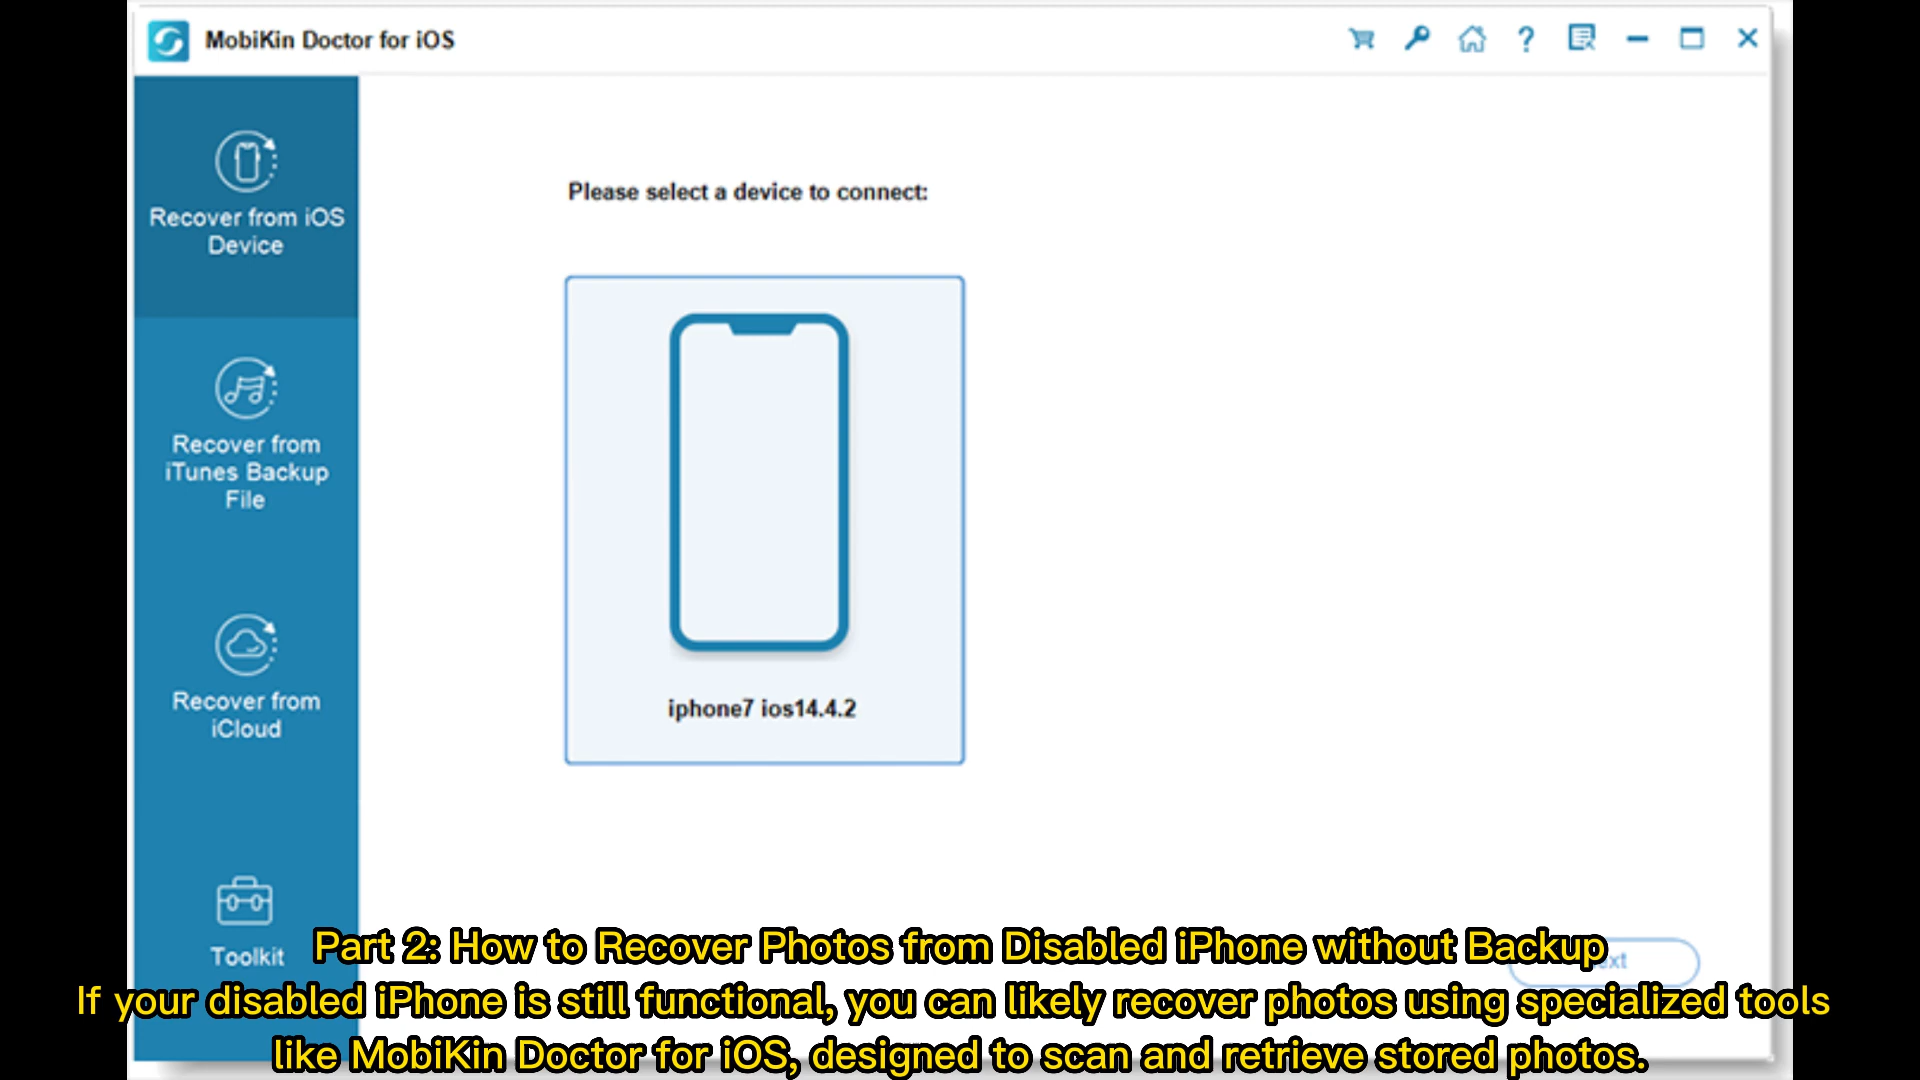 MobiKin Doctor for iOS
Recover from iOS
Device
Please select a device to connect:
Recover from
iTunes Backup
File
iphone7 ios14.4.2
Recover from
iCloud
Toolkit
Part 2: How to Recover Photos from Disabled iPhone without Backup
If your disabled iPhone is still functional, you can likely recover photos using specialized tools
like MobiKin Doctor for iOS, designed to scan and retrieve stored photos.